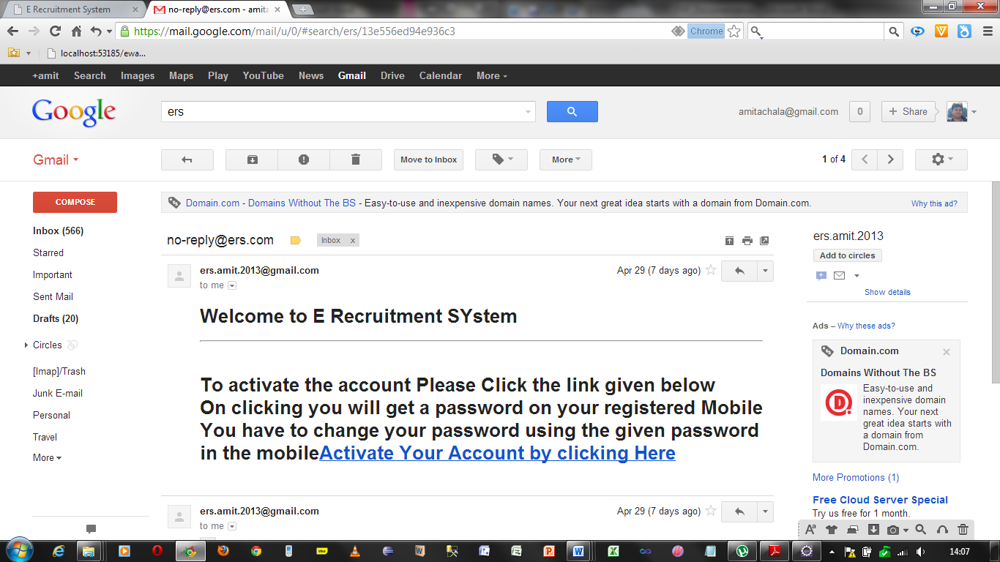 E Recruitment System
no-reply@ers.com - amita
https://mail.google.com/mail/u/0/#search/ers/13e556ed94e936c3
Chrome
localhost:53185/ewa...
+amit Search Images Maps Play YouTube News Gmail Drive Calendar More
Google
ers
amitachala@gmail.com
0
+ Share
Gmail
Move to Inbox
More
1 of 4
COMPOSE
Domain.com - Domains Without The BS - Easy-to-use and inexpensive domain names. Your next great idea starts with a domain from Domain.com.
Why this ad?
Inbox (566)
Starred
Important
Sent Mail
Drafts (20)
Circles
[Imap]/Trash
Junk E-mail
Personal
Travel
More
no-reply@ers.com
Inbox x
ers.amit.2013@gmail.com
Apr 29 (7 days ago)
to me
Welcome to E Recruitment SYstem
To activate the account Please Click the link given below
On clicking you will get a password on your registered Mobile
You have to change your password using the given password
in the mobileActivate Your Account by clicking Here
ers.amit.2013@gmail.com
Apr 29 (7 days ago)
to me
ers.amit.2013
Add to circles
Show details
Ads – Why these ads?
Domain.com
Domains Without The BS
D
Easy-to-use and
inexpensive domain
names. Your next
great idea starts with
a domain from
Domain.com.
More Promotions (1)
Free Cloud Server Special
Try us free for 1 month.
14:07